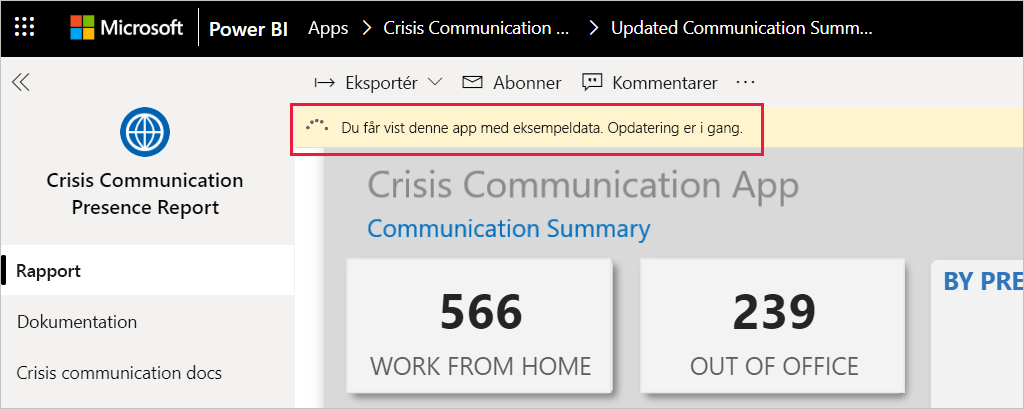 Microsoft Power BI Apps Crisis Communication ... Updated Communication Summ...
Eksportér Abonner Kommentarer ...
Du får vist denne app med eksempeldata. Opdatering er i gang.
Crisis Communication
Presence Report
Rapport
Dokumentation
Crisis communication docs
Crisis Communication App
Communication Summary
566
WORK FROM HOME
239
OUT OF OFFICE
BY PRE